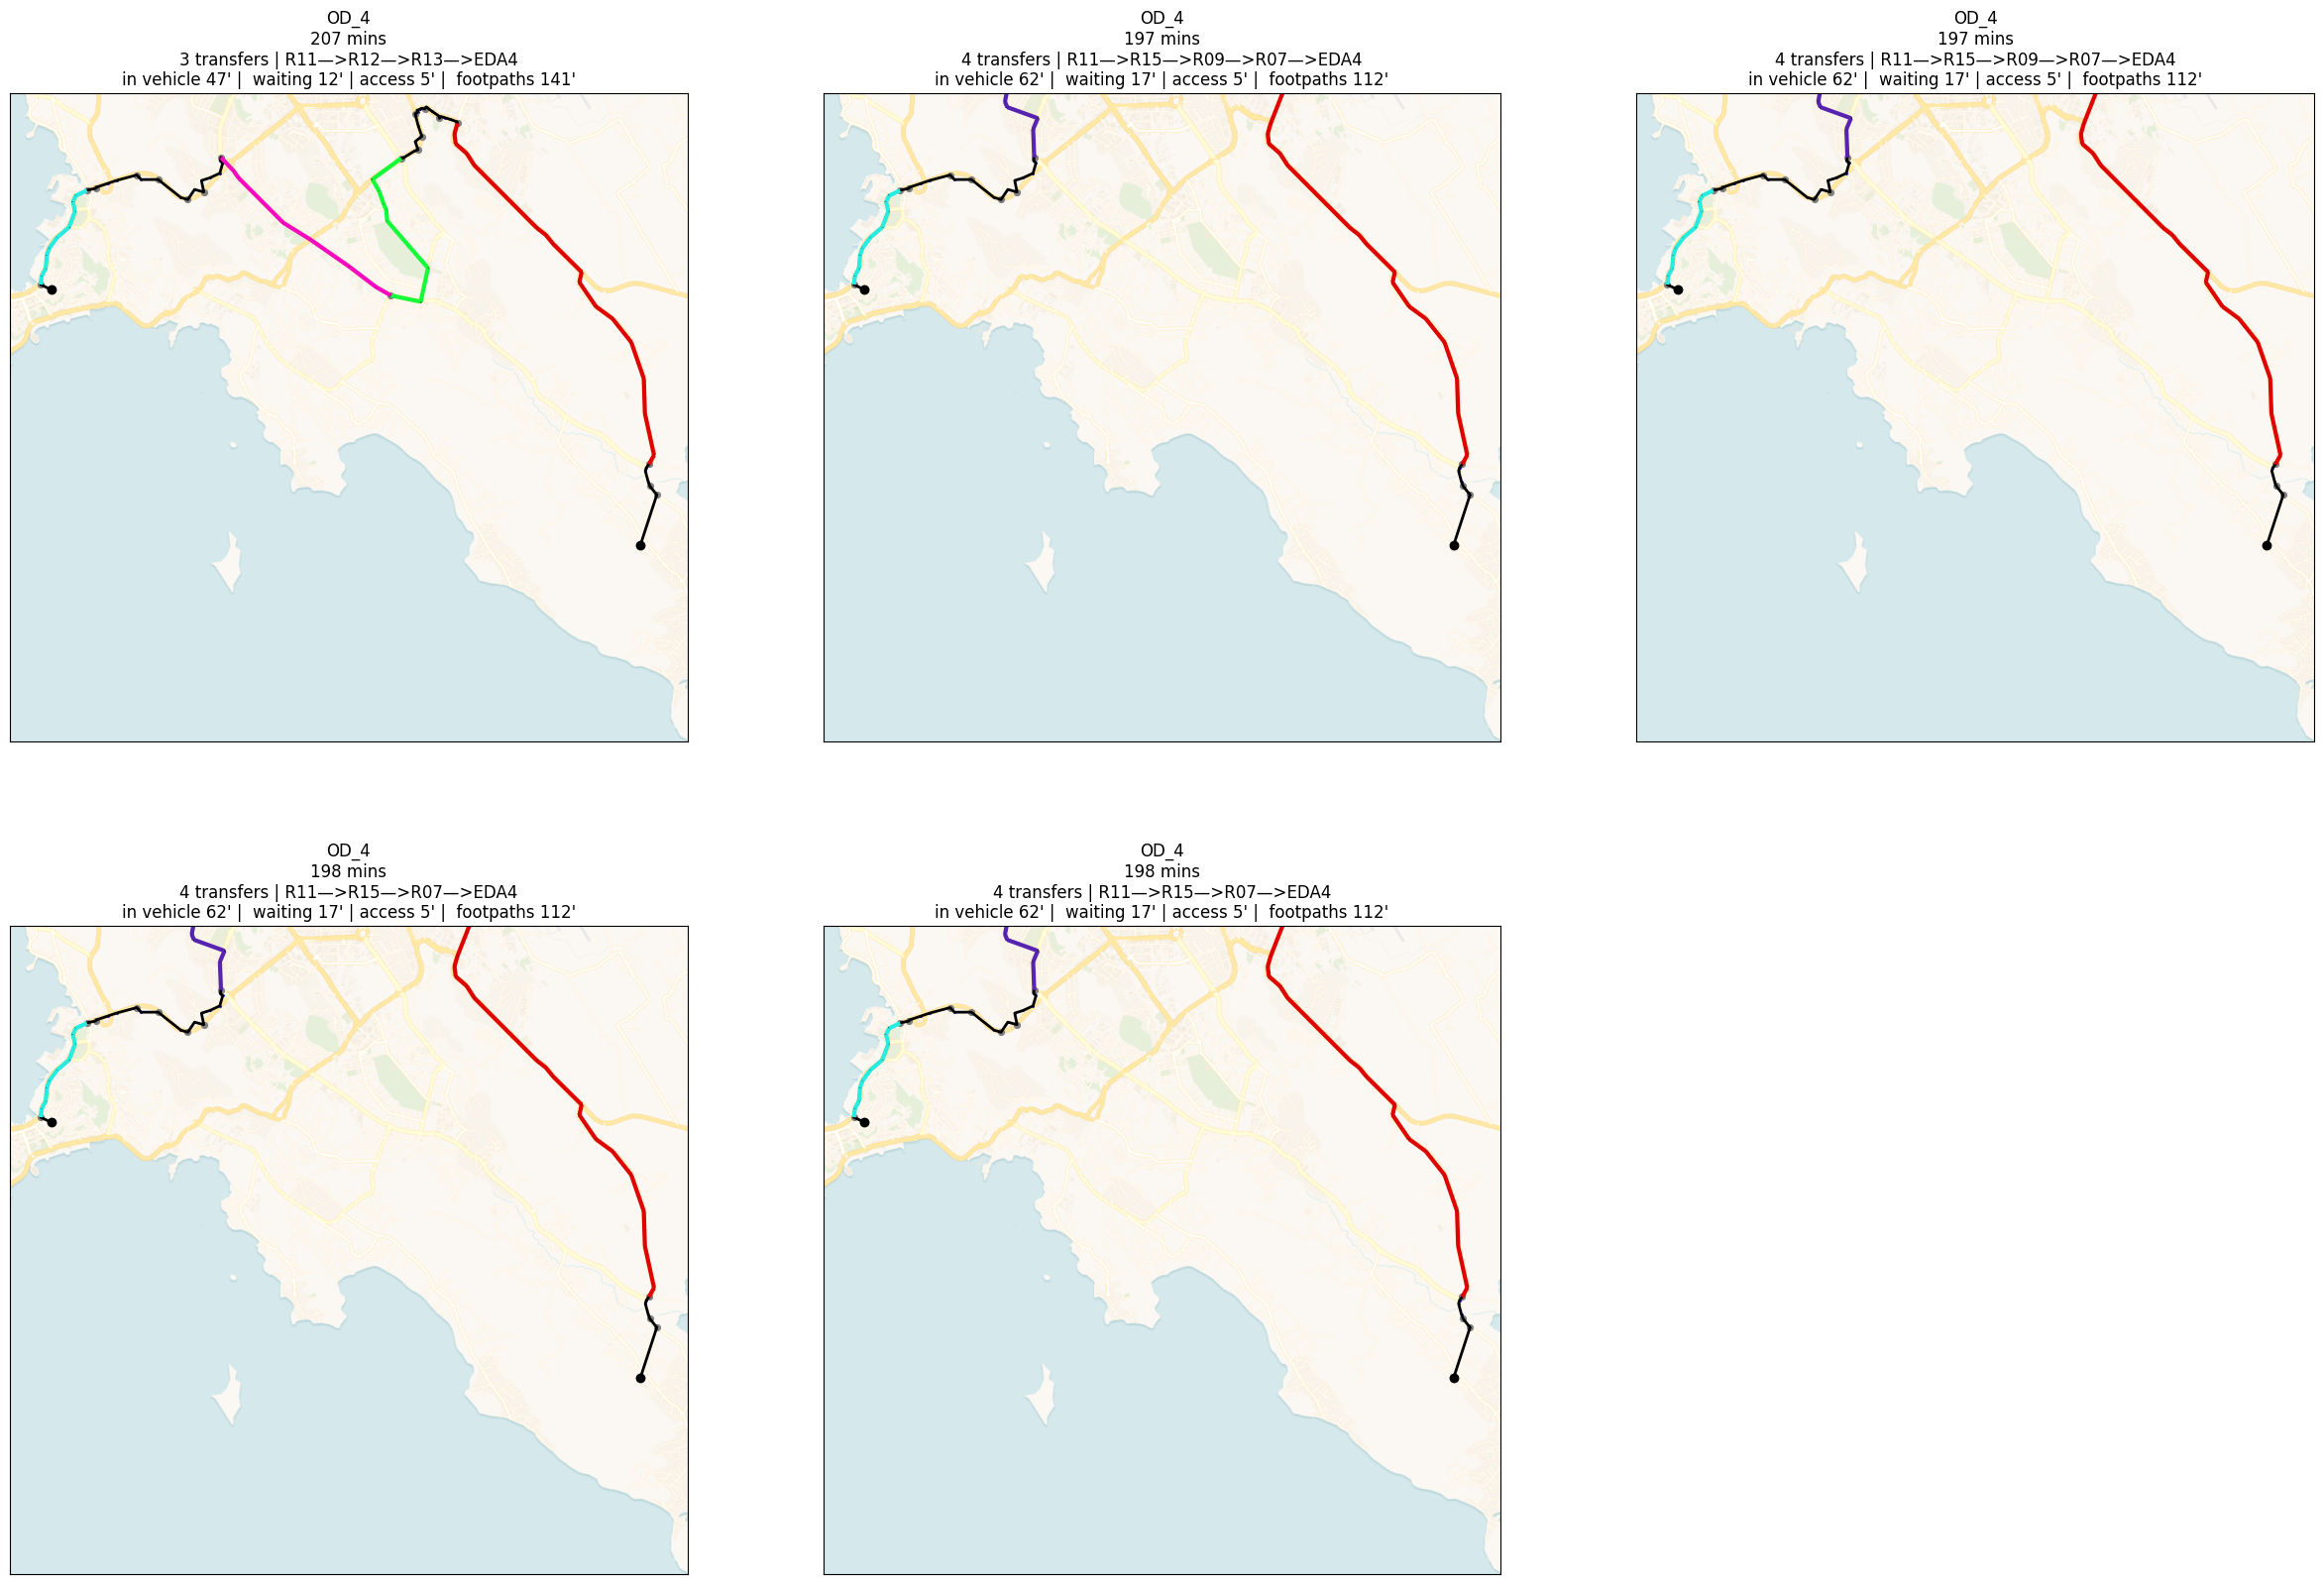 OD_4
207 mins
3 transfers | R11—>R12—>R13—>EDA4
in vehicle 47' |  waiting 12' | access 5' |  footpaths 141'
OD_4
197 mins
4 transfers | R11—>R15—>R09—>R07—>EDA4
in vehicle 62' |  waiting 17' | access 5' |  footpaths 112'
OD_4
197 mins
4 transfers | R11—>R15—>R09—>R07—>EDA4
in vehicle 62' |  waiting 17' | access 5' |  footpaths 112'
OD_4
198 mins
4 transfers | R11—>R15—>R07—>EDA4
in vehicle 62' |  waiting 17' | access 5' |  footpaths 112'
OD_4
198 mins
4 transfers | R11—>R15—>R07—>EDA4
in vehicle 62' |  waiting 17' | access 5' |  footpaths 112'